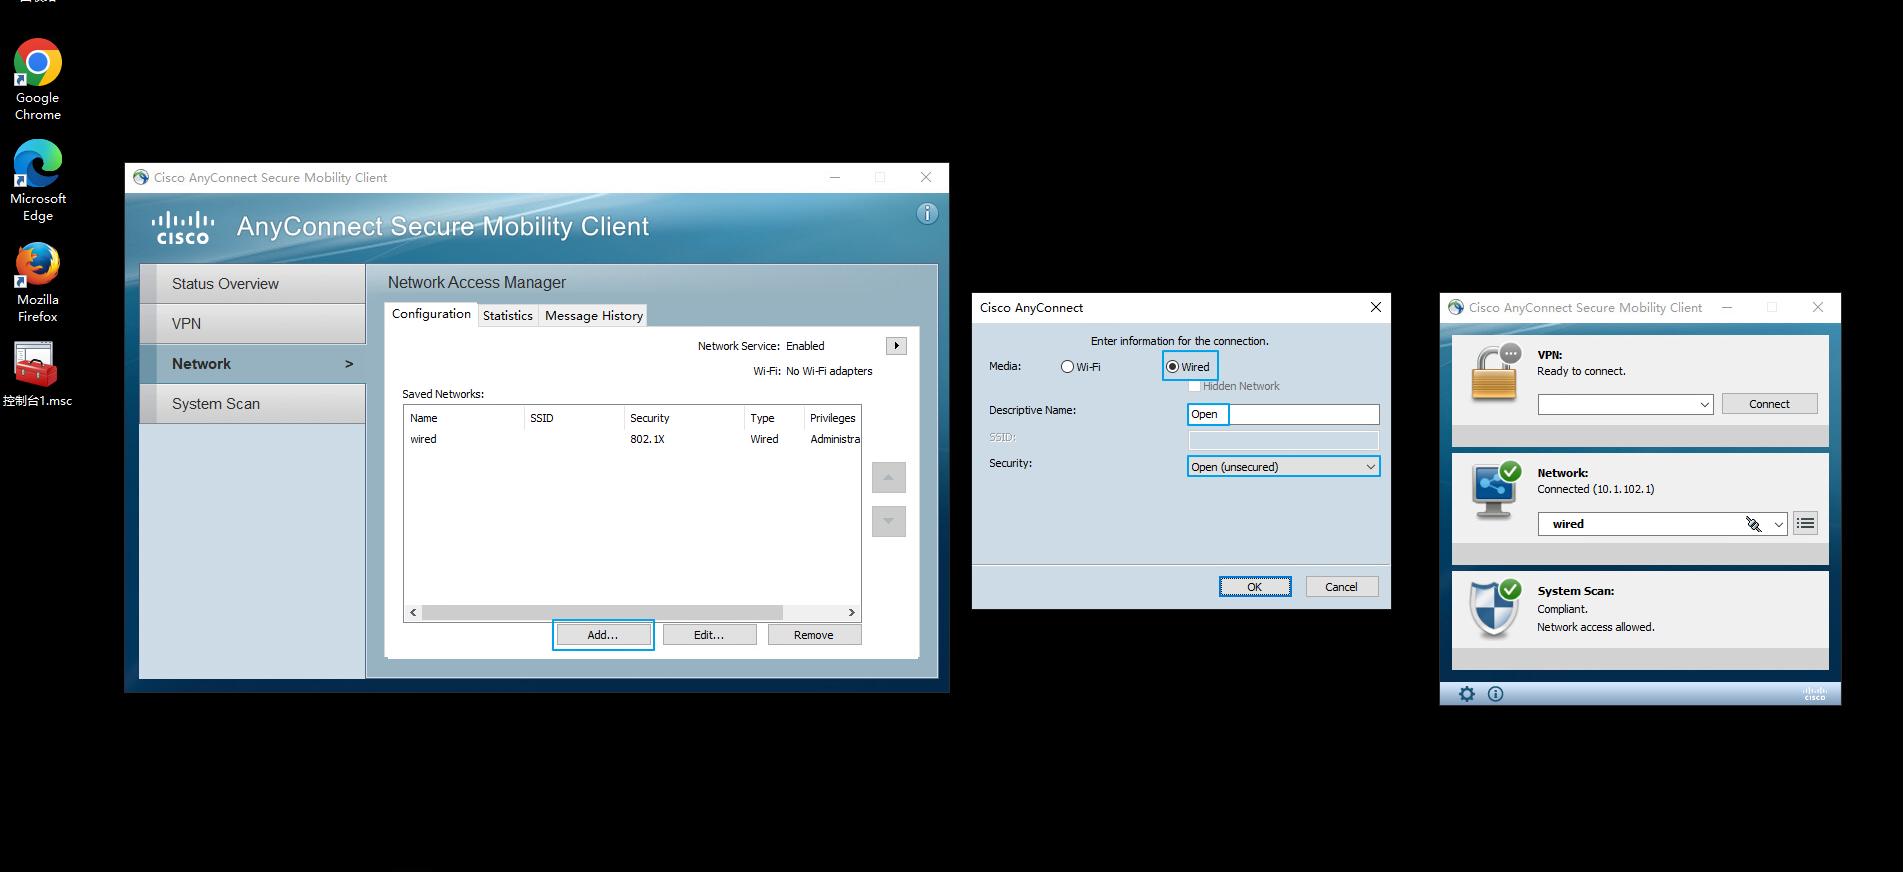 Google
Chrome
Microsoft
Edge
Mozilla
Firefox
控制台1.msc
Cisco AnyConnect Secure Mobility Client
CISCO
AnyConnect Secure Mobility Client
Status Overview
VPN
Network >
System Scan
Network Access Manager
Configuration Statistics Message History
Network Service: Enabled
Wi-Fi: No Wi-Fi adapters
Saved Networks:
Name SSID Security Type Privileges
wired 802.1X Wired Administra
Add... Edit... Remove
Cisco AnyConnect
Enter information for the connection.
Media: Wi-Fi Wired
Hidden Network
Descriptive Name: Open
SSID:
Security: Open (unsecured)
OK Cancel
Cisco AnyConnect Secure Mobility Client
VPN:
Ready to connect.
Connect
Network:
Connected (10.1.102.1)
wired
System Scan:
Compliant.
Network access allowed.
CISCO